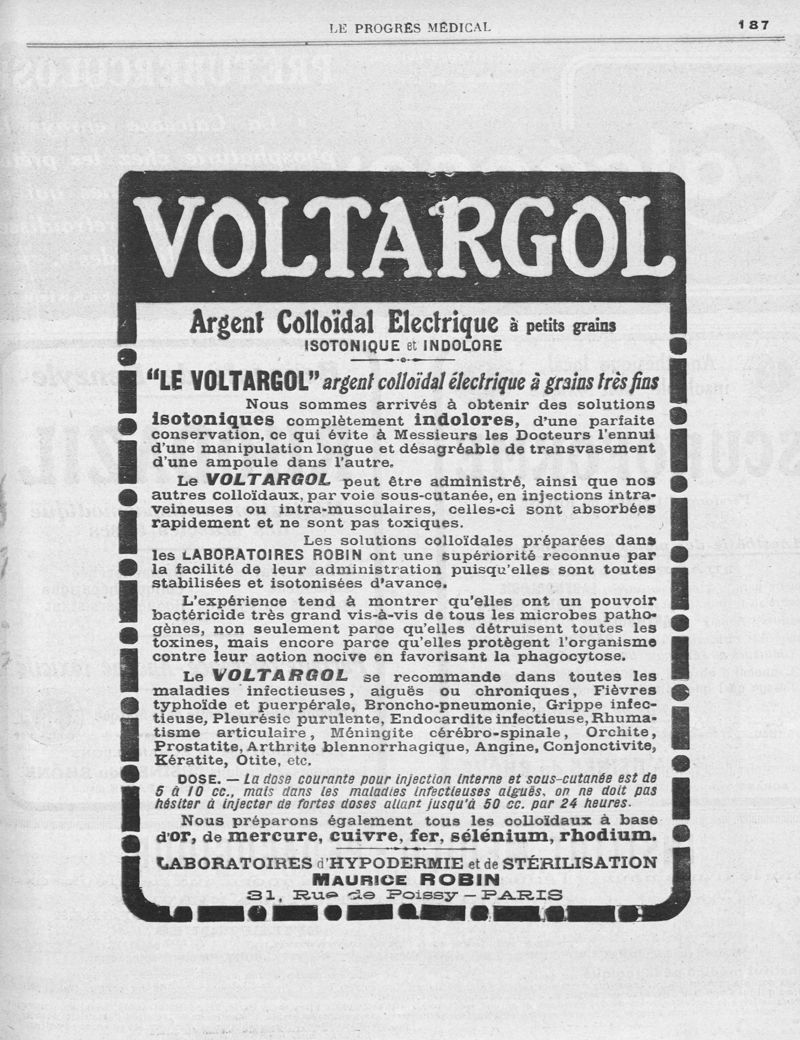 LE PROGRÈS MÉDICAL
187
VOLTARGOL
Argent Colloïdal Electrique à petits grains
ISOTONIQUE et INDOLORE
"LE VOLTARGOL" argent colloïdal électrique à grains très fins
Nous sommes arrivés à obtenir des solutions
isotoniques complètement indolores, d'une parfaite
conservation, ce qui évite à Messieurs les Docteurs l'ennui
d'une manipulation longue et désagréable de transvasement
d'une ampoule dans l'autre.
Le VOLTARGOL peut être administré, ainsi que nos
autres colloïdaux, par voie sous-cutanée, en injections intra-
veineuses ou intra-musculaires, celles-ci sont absorbées
rapidement et ne sont pas toxiques.
Les solutions colloïdales préparées dans
les LABORATOIRES ROBIN ont une supériorité reconnue par
la facilité de leur administration puisqu'elles sont toutes
stabilisées et isotonisées d'avance.
L'expérience tend à montrer qu'elles ont un pouvoir
bactéricide très grand vis-à-vis de tous les microbes patho-
gènes, non seulement parce qu'elles détruisent toutes les
toxines, mais encore parce qu'elles protègent l'organisme
contre leur action nocive en favorisant la phagocytose.
Le VOLTARGOL se recommande dans toutes les
maladies infectieuses, aiguës ou chroniques, Fièvres
typhoïde et puerpérale, Broncho-pneumonie, Grippe infec-
tieuse, Pleurésie purulente, Endocardite infectieuse, Rhuma-
tisme articulaire, Méningite cérébro-spinale, Orchite,
Prostatite, Arthrite blennorrhagique, Angine, Conjonctivite,
Kératite, Otite, etc.
DOSE. — La dose courante pour injection interne et sous-cutanée est de
5 à 10 cc., mais dans les maladies infectieuses aiguës, on ne doit pas
hésiter à injecter de fortes doses allant jusqu'à 50 cc. par 24 heures.
Nous préparons également tous les colloïdaux à base
d'or, de mercure, cuivre, fer, sélénium, rhodium.
LABORATOIRES d'HYPODERMIE et de STÉRILISATION
MAURICE ROBIN
31, Rue de Poissy — PARIS